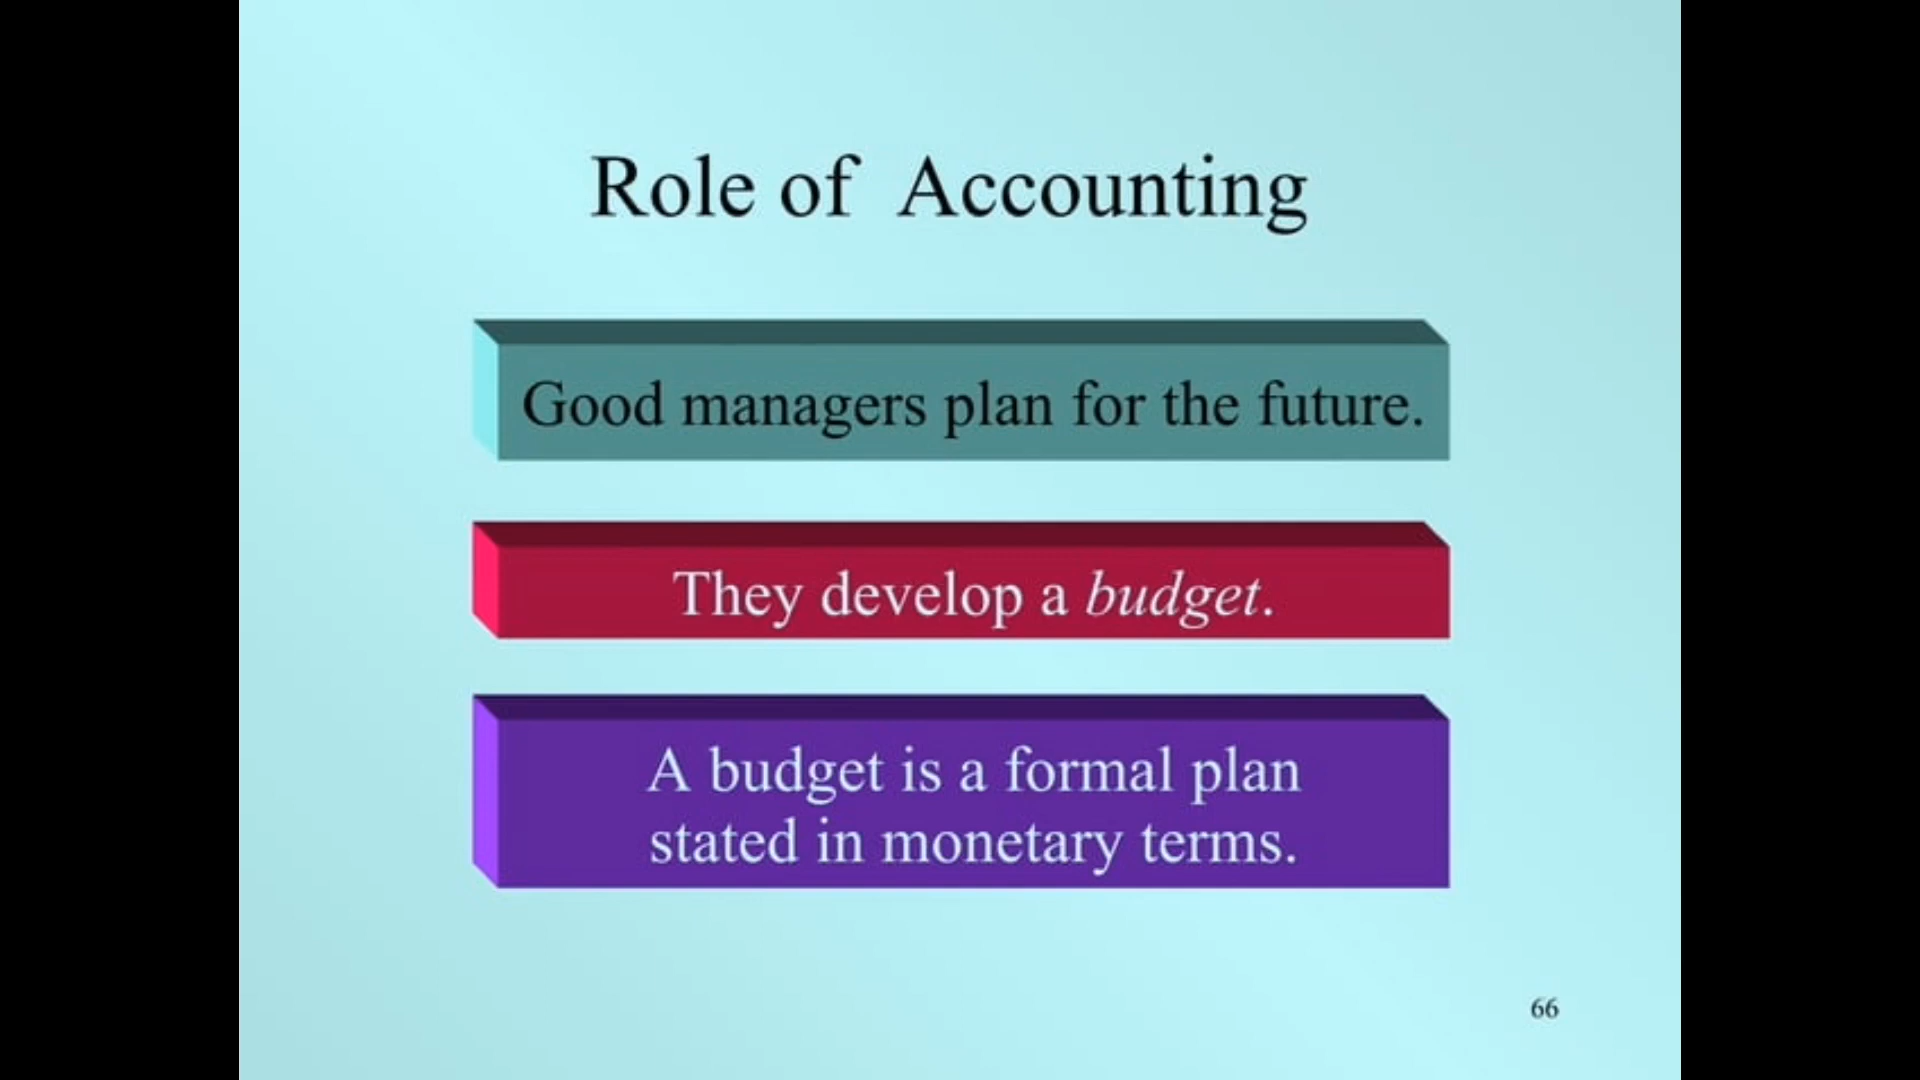 Role of Accounting
Good managers plan for the future.
They develop a budget.
A budget is a formal plan
stated in monetary terms.
66